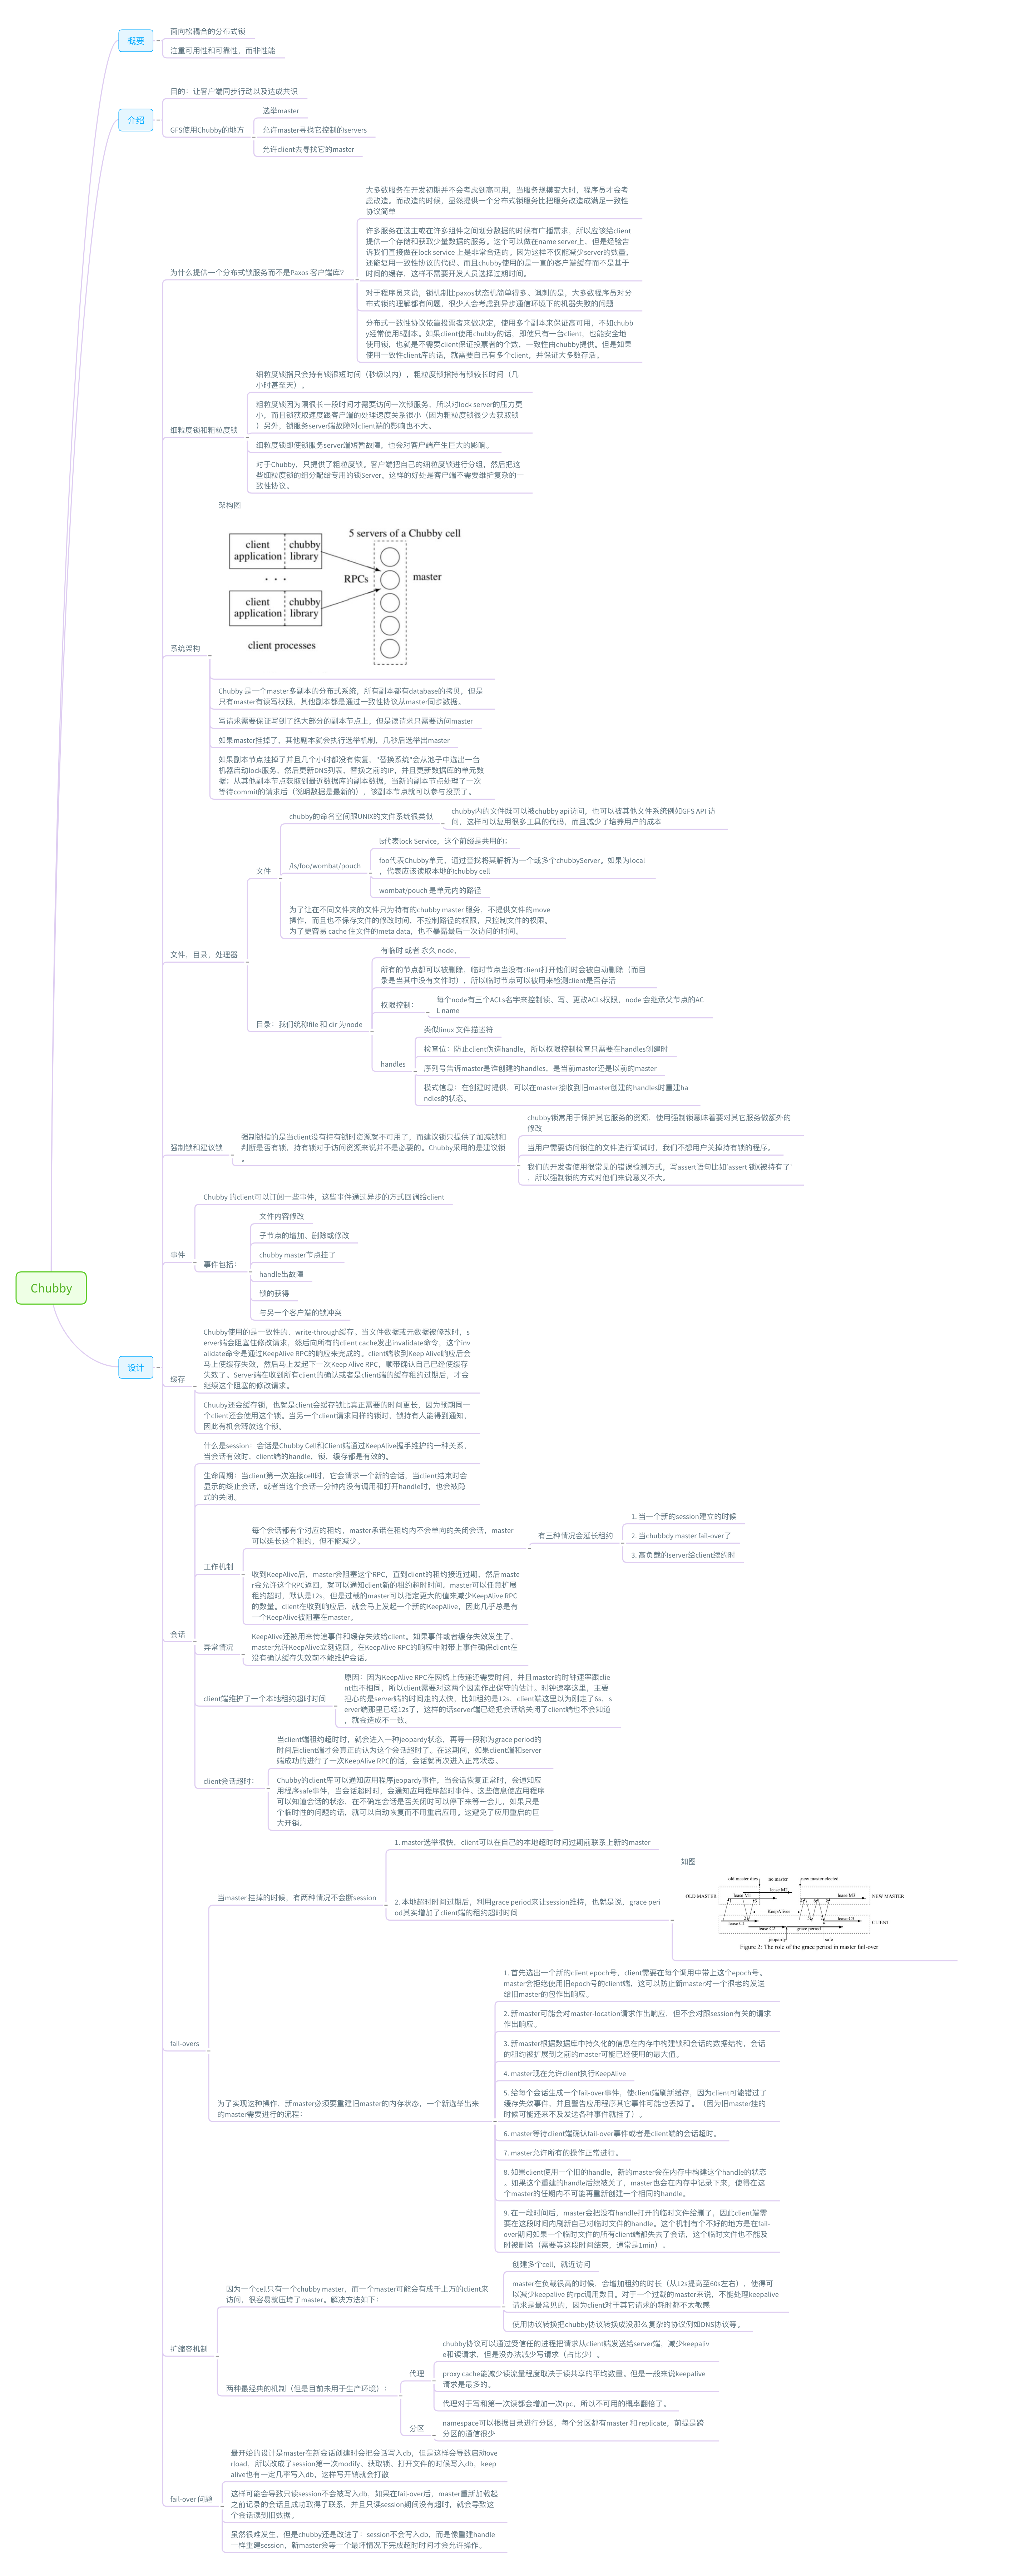 Chubby
概要
面向松耦合的分布式锁
注重可用性和可靠性，而非性能
介绍
目的：让客户端同步行动以及达成共识
GFS使用Chubby的地方
选举master
允许master寻找它控制的servers
允许client去寻找它的master
设计
为什么提供一个分布式锁服务而不是Paxos 客户端库?
大多数服务在开发初期并不会考虑到高可用，当服务规模变大时，程序员才会考
虑改造。而改造的时候，显然提供一个分布式锁服务比把服务改造成满足一致性
协议简单
许多服务在选主或在许多组件之间划分数据的时候有广播需求，所以应该给client
提供一个存储和获取少量数据的服务。这个可以做在name server上，但是经验告
诉我们直接做在lock service 上是非常合适的。因为这样不仅能减少server的数量，
还能复用一致性协议的代码。而且chubby使用的是一直的客户端缓存而不是基于
时间的缓存，这样不需要开发人员选择过期时间。
对于程序员来说，锁机制比paxos状态机简单得多。讽刺的是，大多数程序员对分
布式锁的理解都有问题，很少人会考虑到异步通信环境下的机器失败的问题
分布式一致性协议依靠投票者来做决定，使用多个副本来保证高可用，不如chubb
y经常使用5副本。如果client使用chubby的话，即使只有一台client，也能安全地
使用锁，也就是不需要client保证投票者的个数，一致性由chubby提供。但是如果
使用一致性client库的话，就需要自己有多个client，并保证大多数存活。
细粒度锁和粗粒度锁
细粒度锁指只会持有锁很短时间（秒级以内），粗粒度锁指持有锁较长时间（几
小时甚至天）。
粗粒度锁因为隔很长一段时间才需要访问一次锁服务，所以对lock server的压力更
小，而且锁获取速度跟客户端的处理速度关系很小（因为粗粒度锁很少去获取锁
）另外，锁服务server端故障对client端的影响也不大。
细粒度锁即使锁服务server端短暂故障，也会对客户端产生巨大的影响。
对于Chubby，只提供了粗粒度锁。客户端把自己的细粒度锁进行分组，然后把这
些细粒度锁的组分配给专用的锁Server。这样的好处是客户端不需要维护复杂的一
致性协议。
系统架构
架构图
5 servers of a Chubby cell
client application
chubby library
RPCs
master
· · ·
client application
chubby library
client processes
Chubby 是一个master多副本的分布式系统，所有副本都有database的拷贝，但是
只有master有读写权限，其他副本都是通过一致性协议从master同步数据。
写请求需要保证写到了绝大部分的副本节点上，但是读请求只需要访问master
如果master挂掉了，其他副本就会执行选举机制，几秒后选举出master
如果副本节点挂掉了并且几个小时都没有恢复，"替换系统"会从池子中选出一台
机器启动lock服务，然后更新DNS列表，替换之前的IP，并且更新数据库的单元数
据；从其他副本节点获取到最近数据库的副本数据，当新的副本节点处理了一次
等待commit的请求后（说明数据是最新的），该副本节点就可以参与投票了。
文件，目录，处理器
文件
chubby的命名空间跟UNIX的文件系统很类似
chubby内的文件既可以被chubby api访问，也可以被其他文件系统例如GFS API 访
问，这样可以复用很多工具的代码，而且减少了培养用户的成本
/ls/foo/wombat/pouch
ls代表lock Service，这个前缀是共用的；
foo代表Chubby单元，通过查找将其解析为一个或多个chubbyServer。如果为local
，代表应该读取本地的chubby cell
wombat/pouch 是单元内的路径
为了让在不同文件夹的文件只为特有的chubby master 服务，不提供文件的move
操作，而且也不保存文件的修改时间，不控制路径的权限，只控制文件的权限。
为了更容易 cache 住文件的meta data，也不暴露最后一次访问的时间。
目录：我们统称file 和 dir 为node
有临时 或者 永久 node，
所有的节点都可以被删除，临时节点当没有client打开他们时会被自动删除（而目
录是当其中没有文件时），所以临时节点可以被用来检测client是否存活
权限控制：
每个node有三个ACLs名字来控制读、写、更改ACLs权限，node 会继承父节点的AC
L name
handles
类似linux 文件描述符
检查位：防止client伪造handle，所以权限控制检查只需要在handles创建时
序列号告诉master是谁创建的handles，是当前master还是以前的master
模式信息：在创建时提供，可以在master接收到旧master创建的handles时重建ha
ndles的状态。
强制锁和建议锁
强制锁指的是当client没有持有锁时资源就不可用了，而建议锁只提供了加减锁和
判断是否有锁，持有锁对于访问资源来说并不是必要的。Chubby采用的是建议锁
。
chubby锁常用于保护其它服务的资源，使用强制锁意味着要对其它服务做额外的
修改
当用户需要访问锁住的文件进行调试时，我们不想用户关掉持有锁的程序。
我们的开发者使用很常见的错误检测方式，写assert语句比如‘assert 锁X被持有了’
，所以强制锁的方式对他们来说意义不大。
事件
Chubby 的client可以订阅一些事件，这些事件通过异步的方式回调给client
事件包括：
文件内容修改
子节点的增加、删除或修改
chubby master节点挂了
handle出故障
锁的获得
与另一个客户端的锁冲突
缓存
Chubby使用的是一致性的、write-through缓存。当文件数据或元数据被修改时，s
erver端会阻塞住修改请求，然后向所有的client cache发出invalidate命令，这个inv
alidate命令是通过KeepAlive RPC的响应来完成的。client端收到Keep Alive响应后会
马上使缓存失效，然后马上发起下一次Keep Alive RPC，顺带确认自己已经使缓存
失效了。Server端在收到所有client的确认或者是client端的缓存租约过期后，才会
继续这个阻塞的修改请求。
Chuuby还会缓存锁，也就是client会缓存锁比真正需要的时间更长，因为预期同一
个client还会使用这个锁。当另一个client请求同样的锁时，锁持有人能得到通知，
因此有机会释放这个锁。
会话
什么是session：会话是Chubby Cell和Client端通过KeepAlive握手维护的一种关系，
当会话有效时，client端的handle，锁，缓存都是有效的。
生命周期：当client第一次连接cell时，它会请求一个新的会话，当client结束时会
显示的终止会话，或者当这个会话一分钟内没有调用和打开handle时，也会被隐
式的关闭。
工作机制
每个会话都有个对应的租约，master承诺在租约内不会单向的关闭会话，master
可以延长这个租约，但不能减少。
有三种情况会延长租约
1. 当一个新的session建立的时候
2. 当chubbdy master fail-over了
3. 高负载的server给client续约时
收到KeepAlive后，master会阻塞这个RPC，直到client的租约接近过期，然后maste
r会允许这个RPC返回，就可以通知client新的租约超时时间。master可以任意扩展
租约超时，默认是12s，但是过载的master可以指定更大的值来减少KeepAlive RPC
的数量。client在收到响应后，就会马上发起一个新的KeepAlive，因此几乎总是有
一个KeepAlive被阻塞在master。
异常情况
KeepAlive还被用来传递事件和缓存失效给client。如果事件或者缓存失效发生了，
master允许KeepAlive立刻返回。在KeepAlive RPC的响应中附带上事件确保client在
没有确认缓存失效前不能维护会话。
client端维护了一个本地租约超时时间
原因：因为KeepAlive RPC在网络上传递还需要时间，并且master的时钟速率跟clie
nt也不相同，所以client需要对这两个因素作出保守的估计。时钟速率这里，主要
担心的是server端的时间走的太快，比如租约是12s，client端这里以为刚走了6s，s
erver端那里已经12s了，这样的话server端已经把会话给关闭了client端也不会知道
，就会造成不一致。
client会话超时：
当client端租约超时时，就会进入一种jeopardy状态，再等一段称为grace period的
时间后client端才会真正的认为这个会话超时了。在这期间，如果client端和server
端成功的进行了一次KeepAlive RPC的话，会话就再次进入正常状态。
Chubby的client库可以通知应用程序jeopardy事件，当会话恢复正常时，会通知应
用程序safe事件，当会话超时时，会通知应用程序超时事件。这些信息使应用程序
可以知道会话的状态，在不确定会话是否关闭时可以停下来等一会儿，如果只是
个临时性的问题的话，就可以自动恢复而不用重启应用。这避免了应用重启的巨
大开销。
fail-overs
当master 挂掉的时候，有两种情况不会断session
1. master选举很快，client可以在自己的本地超时时间过期前联系上新的master
2. 本地超时时间过期后，利用grace period来让session维持，也就是说，grace peri
od其实增加了client端的租约超时时间
如图
old master dies
no master
new master elected
OLD MASTER
lease M1
lease M2
lease M3
NEW MASTER
KeepAlives
CLIENT
lease C1
lease C2
grace period
lease C3
jeopardy
safe
Figure 2: The role of the grace period in master fail-over
为了实现这种操作，新master必须要重建旧master的内存状态，一个新选举出来
的master需要进行的流程：
1. 首先选出一个新的client epoch号，client需要在每个调用中带上这个epoch号。
master会拒绝使用旧epoch号的client端，这可以防止新master对一个很老的发送
给旧master的包作出响应。
2. 新master可能会对master-location请求作出响应，但不会对跟session有关的请求
作出响应。
3. 新master根据数据库中持久化的信息在内存中构建锁和会话的数据结构，会话
的租约被扩展到之前的master可能已经使用的最大值。
4. master现在允许client执行KeepAlive
5. 给每个会话生成一个fail-over事件，使client端刷新缓存，因为client可能错过了
缓存失效事件，并且警告应用程序其它事件可能也丢掉了。（因为旧master挂的
时候可能还来不及发送各种事件就挂了）。
6. master等待client端确认fail-over事件或者是client端的会话超时。
7. master允许所有的操作正常进行。
8. 如果client使用一个旧的handle，新的master会在内存中构建这个handle的状态
。如果这个重建的handle后续被关了，master也会在内存中记录下来，使得在这
个master的任期内不可能再重新创建一个相同的handle。
9. 在一段时间后，master会把没有handle打开的临时文件给删了，因此client端需
要在这段时间内刷新自己对临时文件的handle。这个机制有个不好的地方是在fail-
over期间如果一个临时文件的所有client端都失去了会话，这个临时文件也不能及
时被删除（需要等这段时间结束，通常是1min）。
扩缩容机制
因为一个cell只有一个chubby master，而一个master可能会有成千上万的client来
访问，很容易就压垮了master。解决方法如下：
创建多个cell，就近访问
master在负载很高的时候，会增加租约的时长（从12s提高至60s左右），使得可
以减少keepalive 的rpc调用数目。对于一个过载的master来说，不能处理keepalive
请求是最常见的，因为client对于其它请求的耗时都不太敏感
使用协议转换把chubby协议转换成没那么复杂的协议例如DNS协议等。
两种最经典的机制（但是目前未用于生产环境）：
代理
chubby协议可以通过受信任的进程把请求从client端发送给server端，减少keepaliv
e和读请求，但是没办法减少写请求（占比少）。
proxy cache能减少读流量程度取决于读共享的平均数量。但是一般来说keepalive
请求是最多的。
代理对于写和第一次读都会增加一次rpc，所以不可用的概率翻倍了。
分区
namespace可以根据目录进行分区，每个分区都有master 和 replicate，前提是跨
分区的通信很少
fail-over 问题
最开始的设计是master在新会话创建时会把会话写入db，但是这样会导致启动ove
rload，所以改成了session第一次modify、获取锁、打开文件的时候写入db，keep
alive也有一定几率写入db，这样写开销就会打散
这样可能会导致只读session不会被写入db，如果在fail-over后，master重新加载起
之前记录的会话且成功取得了联系，并且只读session期间没有超时，就会导致这
个会话读到旧数据。
虽然很难发生，但是chubby还是改进了：session不会写入db，而是像重建handle
一样重建session，新master会等一个最坏情况下完成超时时间才会允许操作。